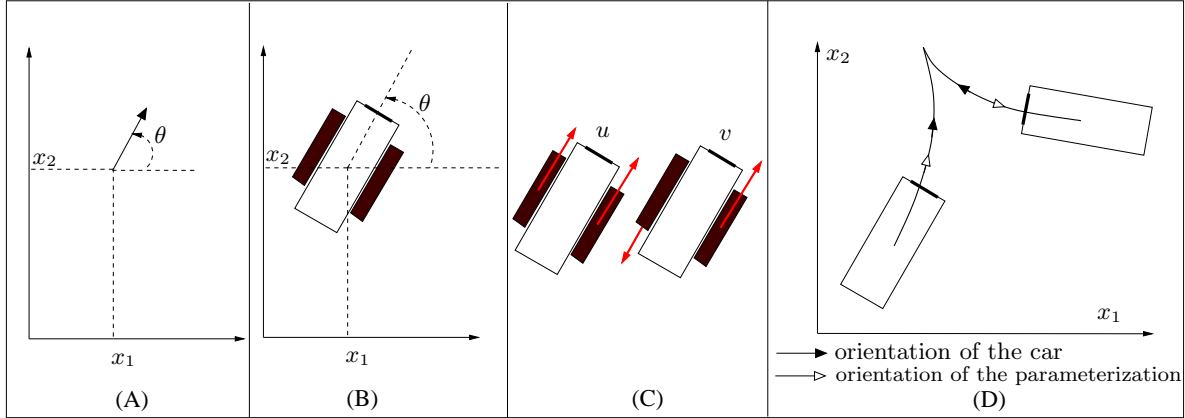 θ
x₂
x₁
(A)
θ
x₂
x₁
(B)
u
v
(C)
x₂
x₁
orientation of the car
orientation of the parameterization
(D)